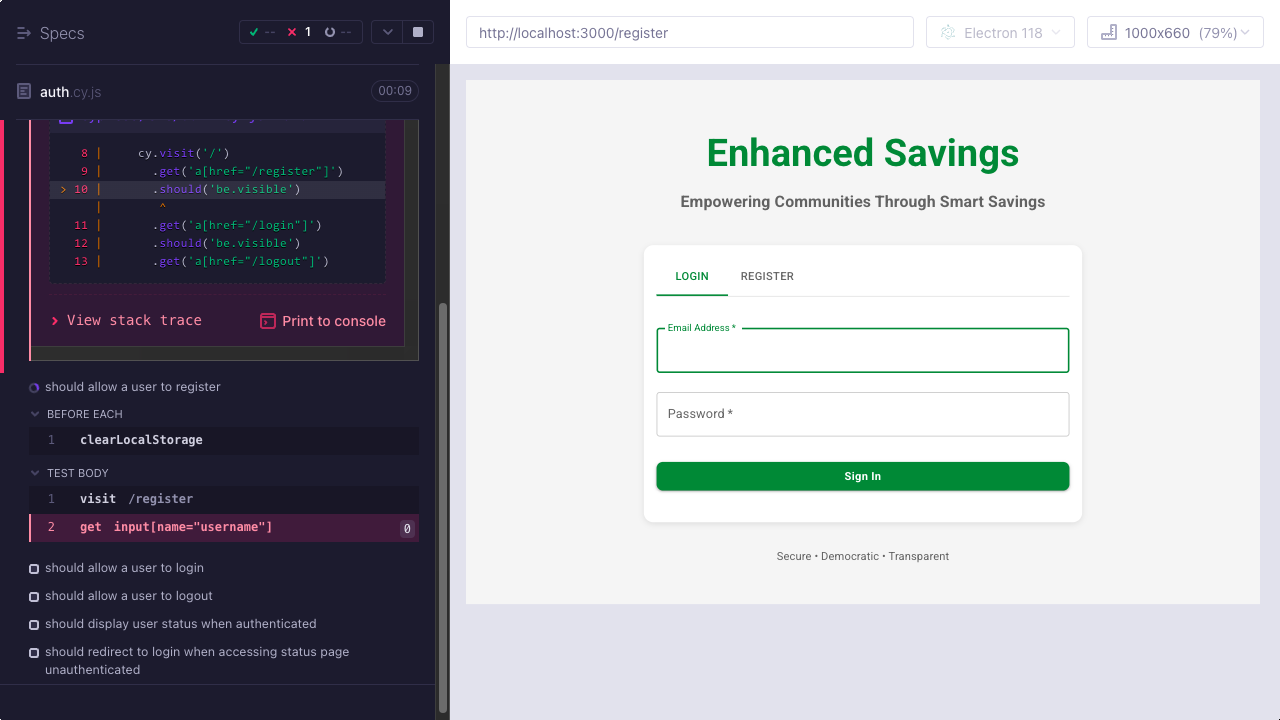 Specs
-- 1 --
auth.cy.js 00:09
8 | cy.visit('/')
9 | .get('a[href="/register"]')
> 10 | .should('be.visible')
| ^
11 | .get('a[href="/login"]')
12 | .should('be.visible')
13 | .get('a[href="/logout"]')
View stack trace Print to console
should allow a user to register
BEFORE EACH
1 clearLocalStorage
TEST BODY
1 visit /register
2 get input[name="username"] 0
should allow a user to login
should allow a user to logout
should display user status when authenticated
should redirect to login when accessing status page
unauthenticated
http://localhost:3000/register Electron 118 1000x660 (79%)
Enhanced Savings
Empowering Communities Through Smart Savings
LOGIN REGISTER
Email Address *
Password *
Sign In
Secure • Democratic • Transparent